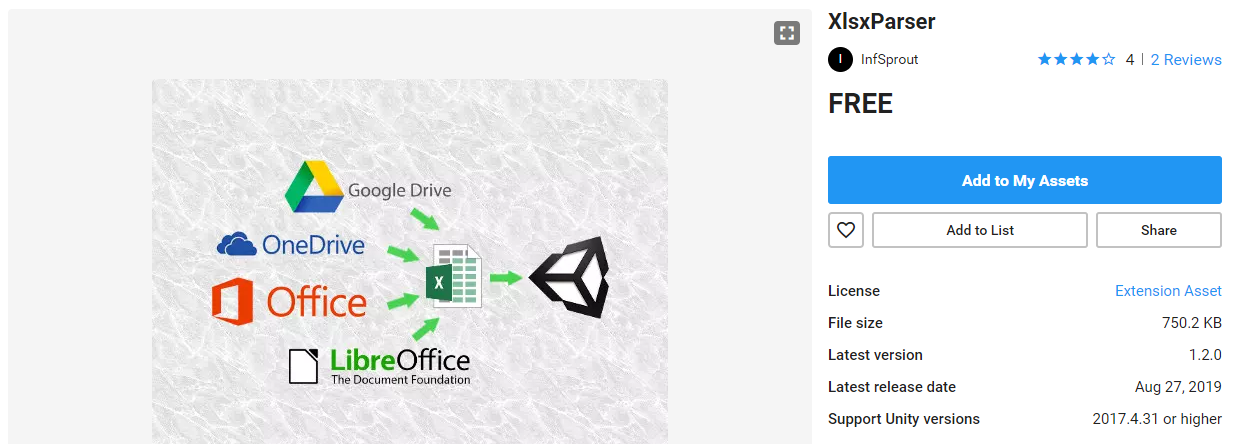 Google Drive
OneDrive
Office
X
LibreOffice
The Document Foundation
XlsxParser
I InfSprout 4 | 2 Reviews
FREE
Add to My Assets
Add to List Share
License Extension Asset
File size 750.2 KB
Latest version 1.2.0
Latest release date Aug 27, 2019
Support Unity versions 2017.4.31 or higher